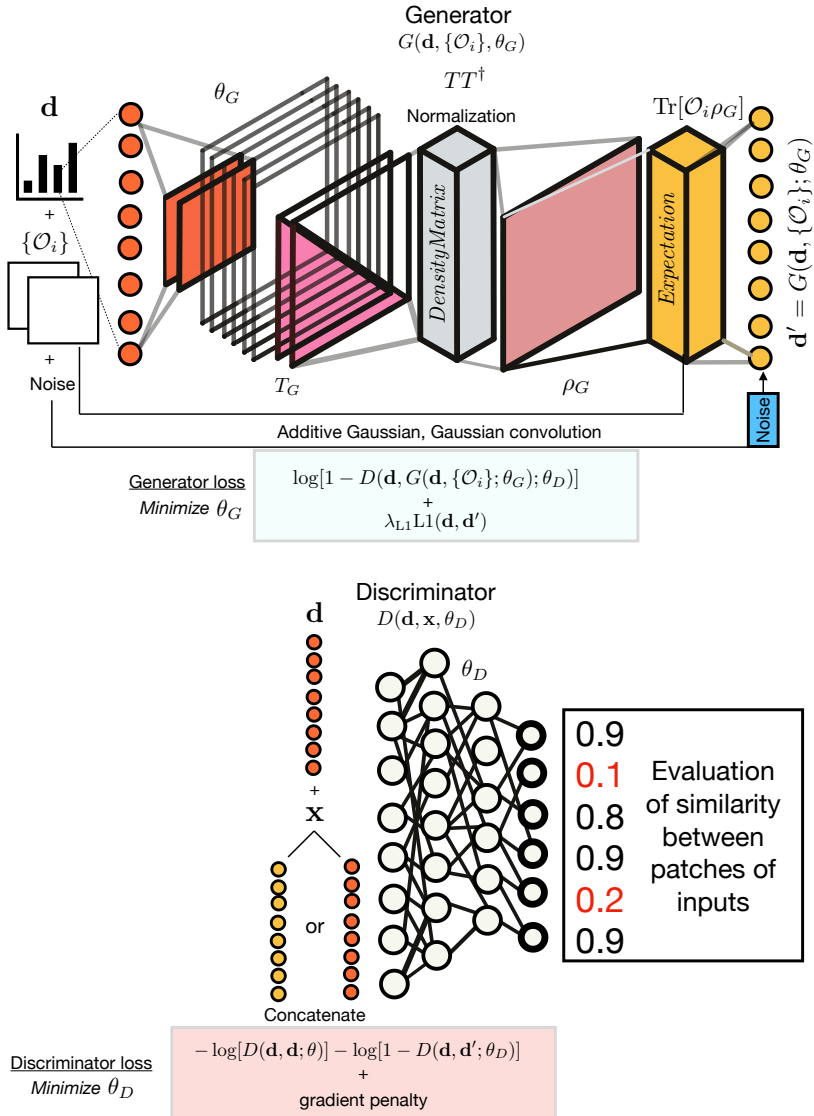 Generator
G(d, {𝒪ᵢ}, θ_G)
d
θ_G
TT†
Normalization
Tr[𝒪ᵢρ_G]
+
{𝒪ᵢ}
DensityMatrix
Expectation
d′ = G(d, {𝒪ᵢ}; θ_G)
+
Noise
T_G
ρ_G
Noise
Additive Gaussian, Gaussian convolution
Generator loss
Minimize θ_G
log[1 − D(d, G(d, {𝒪ᵢ}; θ_G); θ_D)]
+
λ_L1 L1(d, d′)
Discriminator
D(d, x, θ_D)
d
θ_D
+
x
or
Concatenate
0.9
0.1
0.8
0.9
0.2
0.9
Evaluation
of similarity
between
patches of
inputs
Discriminator loss
Minimize θ_D
− log[D(d, d; θ)] − log[1 − D(d, d′; θ_D)]
+
gradient penalty